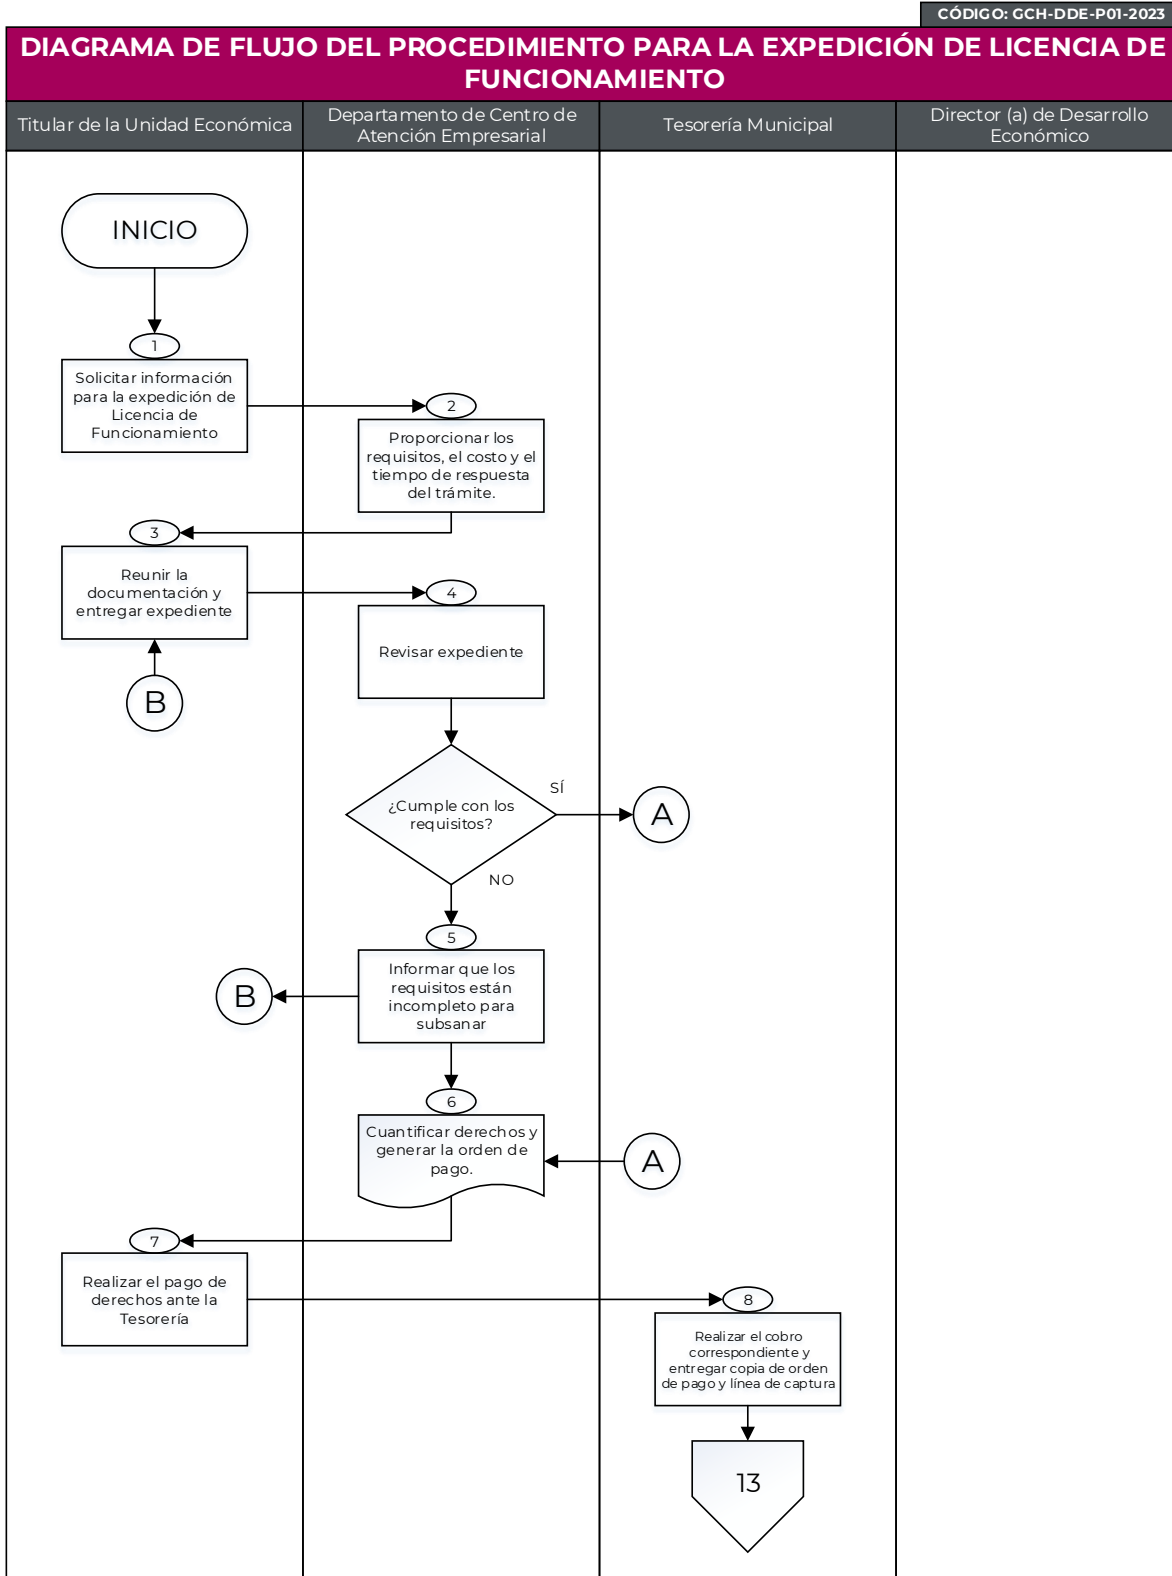 CÓDIGO: GCH-DDE-P01-2023
DIAGRAMA DE FLUJO DEL PROCEDIMIENTO PARA LA EXPEDICIÓN DE LICENCIA DE
FUNCIONAMIENTO
Titular de la Unidad Económica
Departamento de Centro de
Atención Empresarial
Tesorería Municipal
Director (a) de Desarrollo
Económico
INICIO
1
Solicitar información
para la expedición de
Licencia de
Funcionamiento
2
Proporcionar los
requisitos, el costo y el
tiempo de respuesta
del trámite.
3
Reunir la
documentación y
entregar expediente
4
Revisar expediente
B
¿Cumple con los
requisitos?
SÍ
A
NO
5
Informar que los
requisitos están
incompleto para
subsanar
B
6
Cuantificar derechos y
generar la orden de
pago.
A
7
Realizar el pago de
derechos ante la
Tesorería
8
Realizar el cobro
correspondiente y
entregar copia de orden
de pago y línea de captura
13